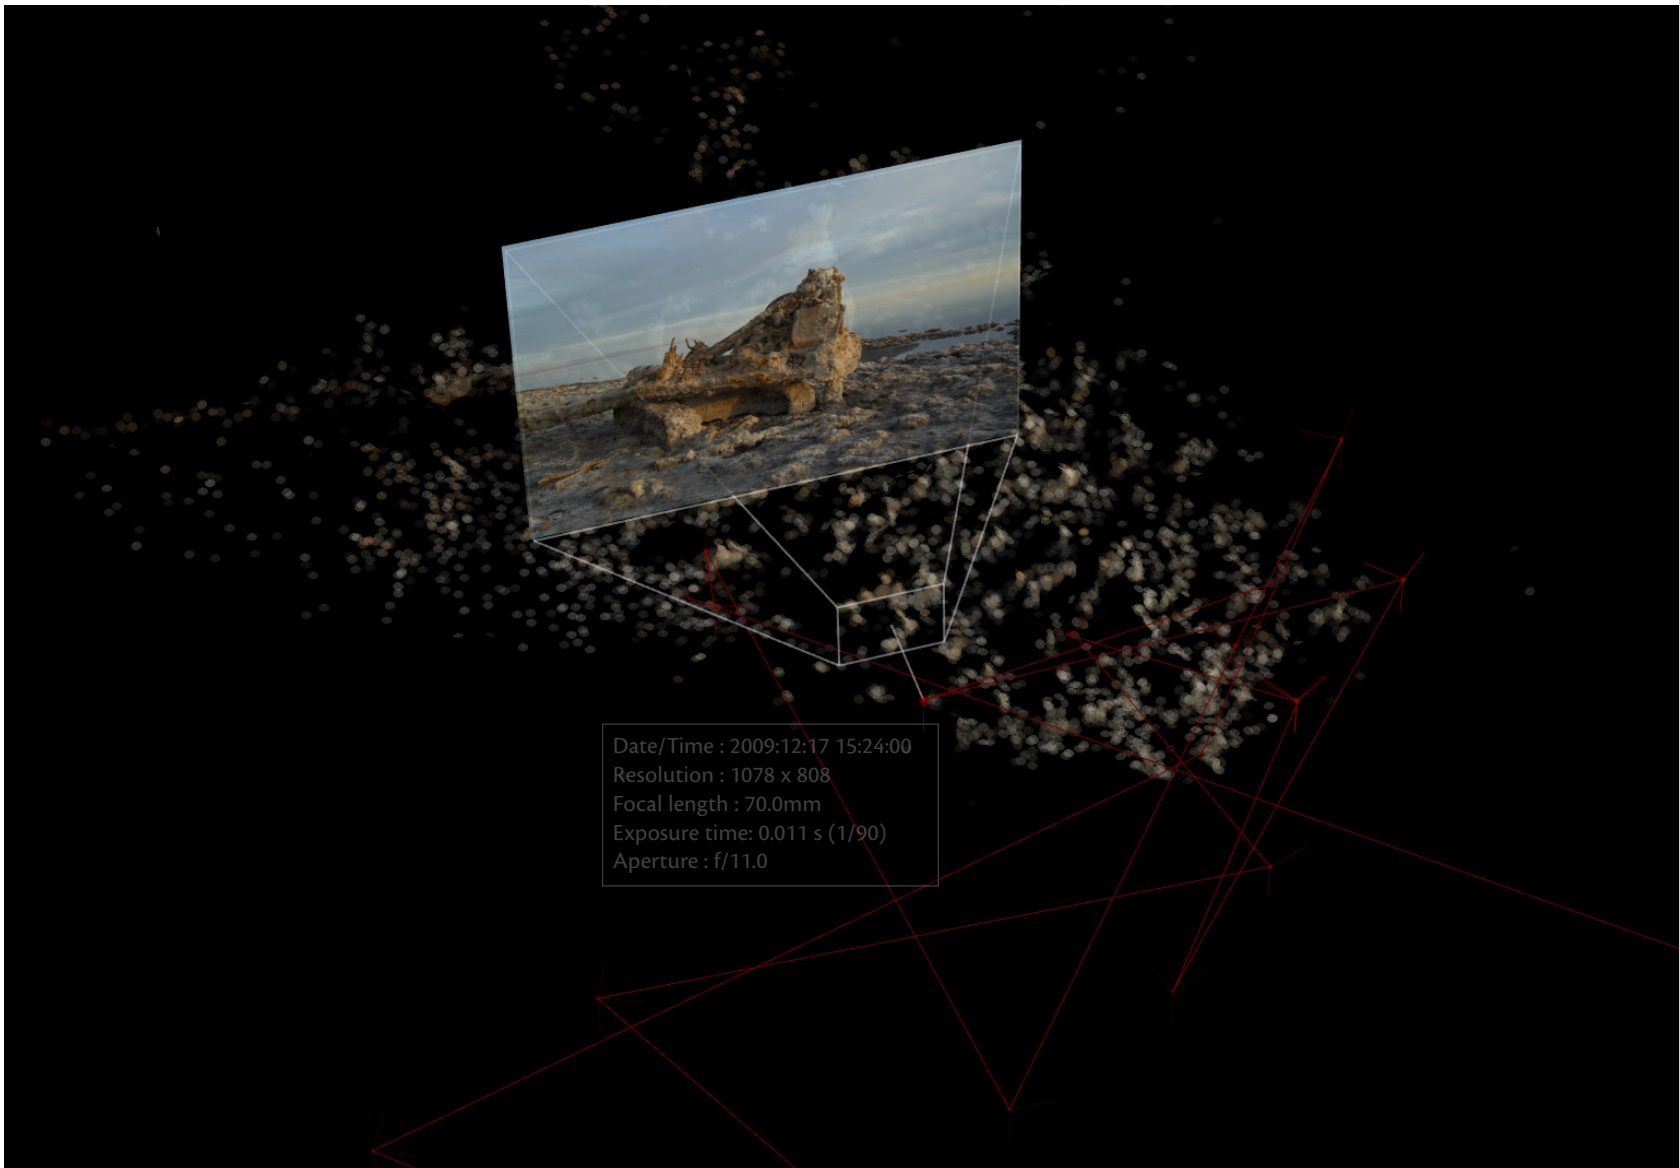 Date/Time : 2009:12:17 15:24:00
Resolution : 1078 x 808
Focal length : 70.0mm
Exposure time: 0.011 s (1/90)
Aperture : f/11.0